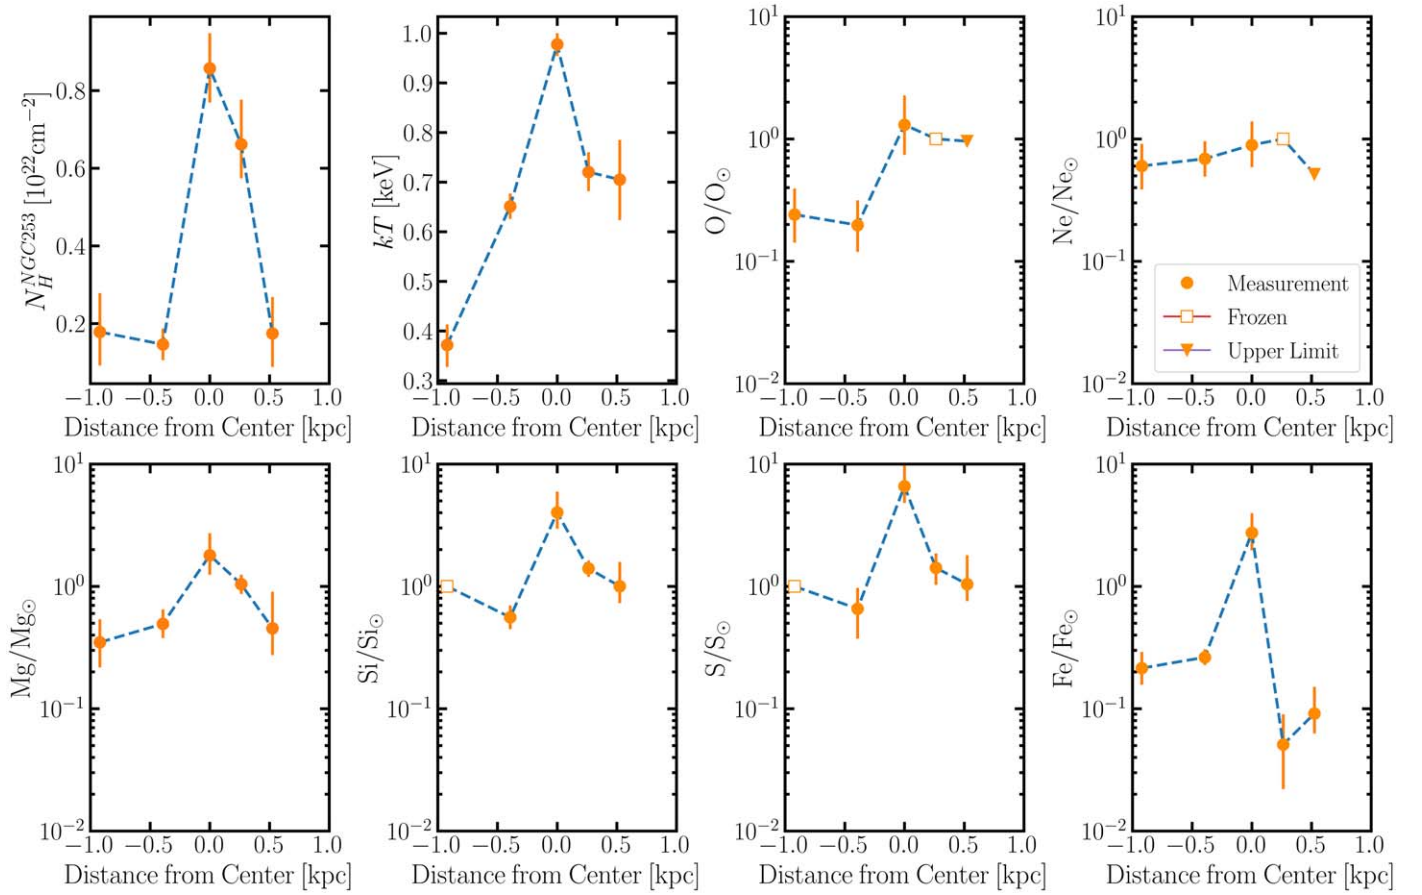 N_H^{NGC253} [10^{22}cm^{−2}]
0.8
0.6
0.4
0.2
−1.0 −0.5 0.0 0.5 1.0
Distance from Center [kpc]
kT [keV]
1.0
0.9
0.8
0.7
0.6
0.5
0.4
0.3
−1.0 −0.5 0.0 0.5 1.0
Distance from Center [kpc]
O/O⊙
10^1
10^0
10^{−1}
10^{−2}
−1.0 −0.5 0.0 0.5 1.0
Distance from Center [kpc]
Ne/Ne⊙
10^1
10^0
10^{−1}
10^{−2}
Measurement
Frozen
Upper Limit
−1.0 −0.5 0.0 0.5 1.0
Distance from Center [kpc]
Mg/Mg⊙
10^1
10^0
10^{−1}
10^{−2}
−1.0 −0.5 0.0 0.5 1.0
Distance from Center [kpc]
Si/Si⊙
10^1
10^0
10^{−1}
10^{−2}
−1.0 −0.5 0.0 0.5 1.0
Distance from Center [kpc]
S/S⊙
10^1
10^0
10^{−1}
10^{−2}
−1.0 −0.5 0.0 0.5 1.0
Distance from Center [kpc]
Fe/Fe⊙
10^1
10^0
10^{−1}
10^{−2}
−1.0 −0.5 0.0 0.5 1.0
Distance from Center [kpc]